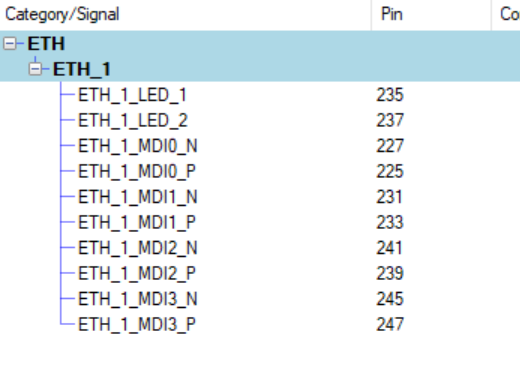 Category/Signal Pin Co
ETH
ETH_1
ETH_1_LED_1 235
ETH_1_LED_2 237
ETH_1_MDI0_N 227
ETH_1_MDI0_P 225
ETH_1_MDI1_N 231
ETH_1_MDI1_P 233
ETH_1_MDI2_N 241
ETH_1_MDI2_P 239
ETH_1_MDI3_N 245
ETH_1_MDI3_P 247